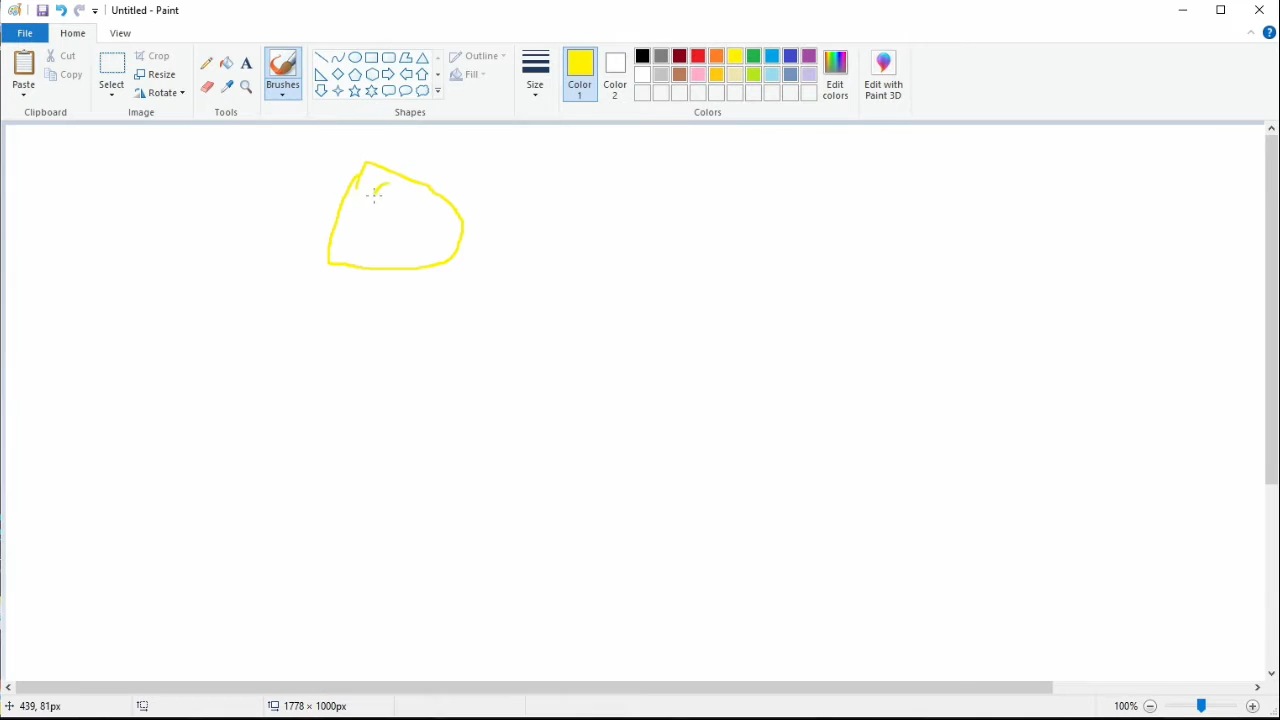 Untitled - Paint
File Home View
Paste
Cut
Copy
Clipboard
Select
Crop
Resize
Rotate
Image
A
Tools
Brushes
Outline
Fill
Shapes
Size
Color 1
Color 2
Edit colors
Colors
Edit with Paint 3D
439, 81px
1778 × 1000px
100%